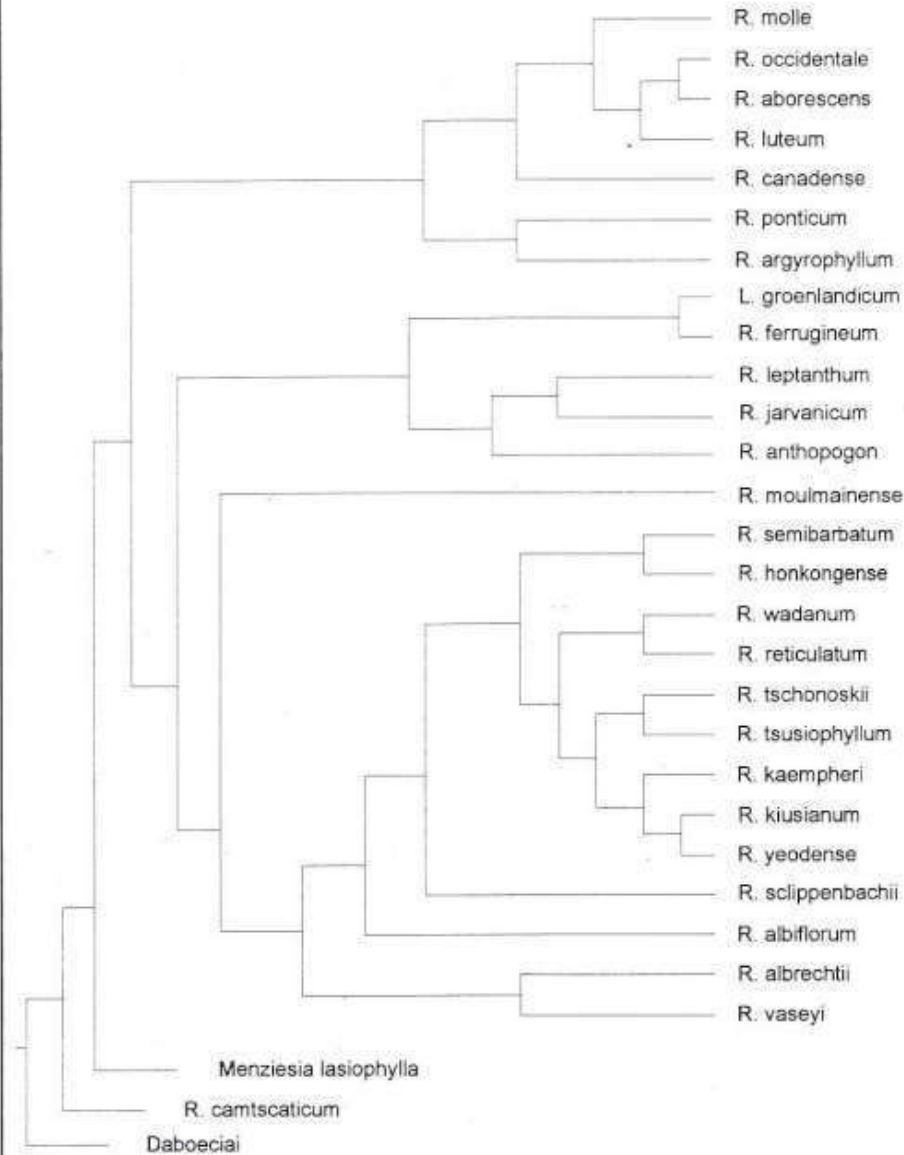 R. molle
R. occidentale
R. aborescens
R. luteum
R. canadense
R. ponticum
R. argyrophyllum
L. groenlandicum
R. ferrugineum
R. leptanthum
R. jarvanicum
R. anthopogon
R. moulmainense
R. semibarbatum
R. honkongense
R. wadanum
R. reticulatum
R. tschonoskii
R. tsusiophyllum
R. kaempheri
R. kiusianum
R. yeodense
R. sclippenbachii
R. albiflorum
R. albrechtii
R. vaseyi
Menziesia lasiophylla
R. camtscaticum
Daboeciai